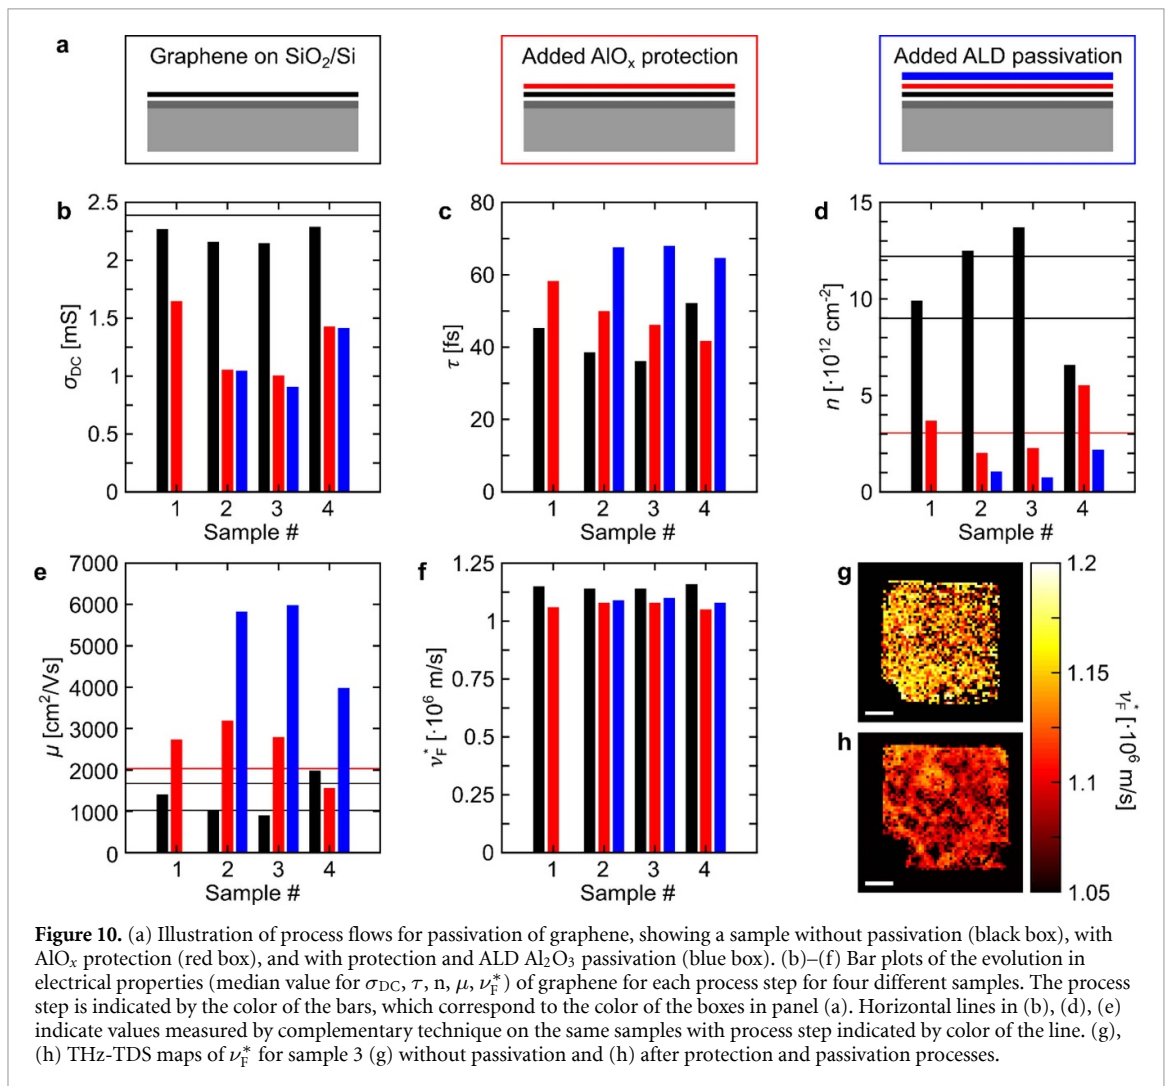 a
Graphene on SiO₂/Si
Added AlOₓ protection
Added ALD passivation
b
2.5
2
1.5
1
0.5
0
σ_DC [mS]
1 2 3 4
Sample #
c
80
60
40
20
0
τ [fs]
1 2 3 4
Sample #
d
15
10
5
0
n [·10¹² cm⁻²]
1 2 3 4
Sample #
e
7000
6000
5000
4000
3000
2000
1000
0
μ [cm²/Vs]
1 2 3 4
Sample #
f
1.25
1
0.75
0.5
0.25
0
ν_F* [·10⁶ m/s]
1 2 3 4
Sample #
g
h
1.2
1.15
1.1
1.05
ν_F* [·10⁶ m/s]
Figure 10. (a) Illustration of process flows for passivation of graphene, showing a sample without passivation (black box), with
AlOₓ protection (red box), and with protection and ALD Al₂O₃ passivation (blue box). (b)–(f) Bar plots of the evolution in
electrical properties (median value for σ_DC, τ, n, μ, ν_F*) of graphene for each process step for four different samples. The process
step is indicated by the color of the bars, which correspond to the color of the boxes in panel (a). Horizontal lines in (b), (d), (e)
indicate values measured by complementary technique on the same samples with process step indicated by color of the line. (g),
(h) THz-TDS maps of ν_F* for sample 3 (g) without passivation and (h) after protection and passivation processes.